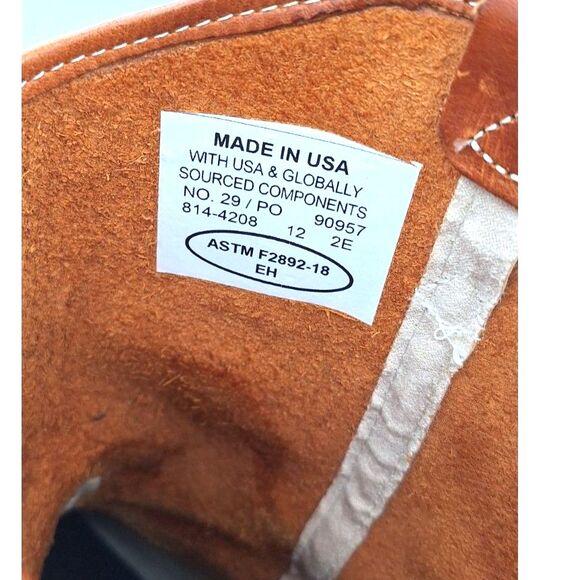 MADE IN USA
WITH USA & GLOBALLY
SOURCED COMPONENTS
NO. 29 / PO 90957
814-4208 12 2E
ASTM F2892-18
EH